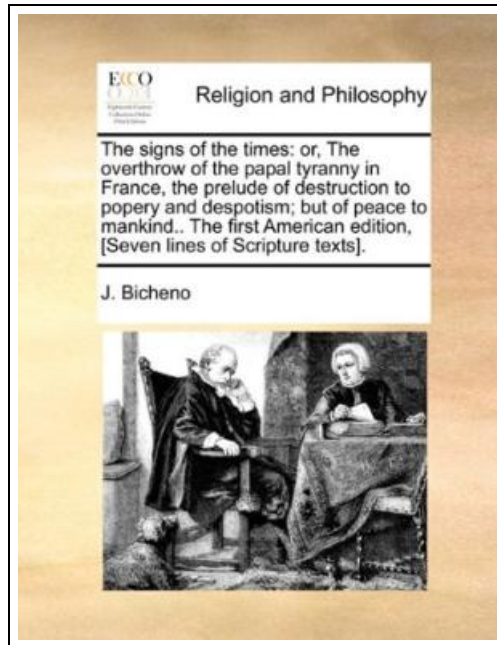 ECCO
Religion and Philosophy
The signs of the times: or, The
overthrow of the papal tyranny in
France, the prelude of destruction to
popery and despotism; but of peace to
mankind.. The first American edition,
[Seven lines of Scripture texts].
J. Bicheno